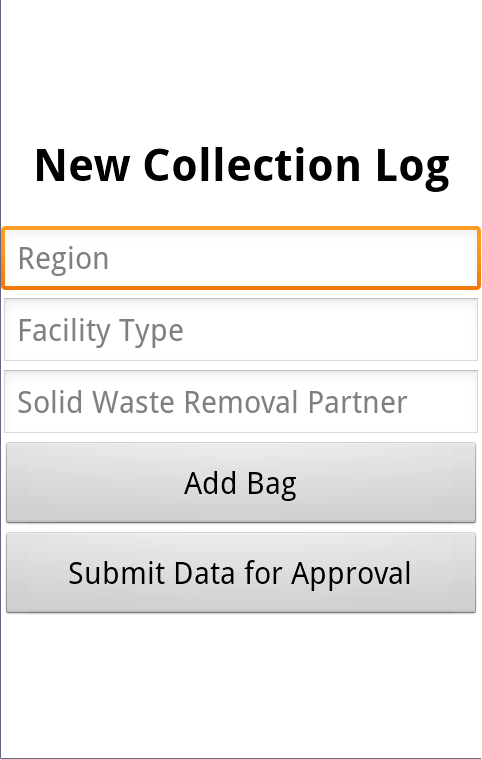 New Collection Log
Region
Facility Type
Solid Waste Removal Partner
Add Bag
Submit Data for Approval